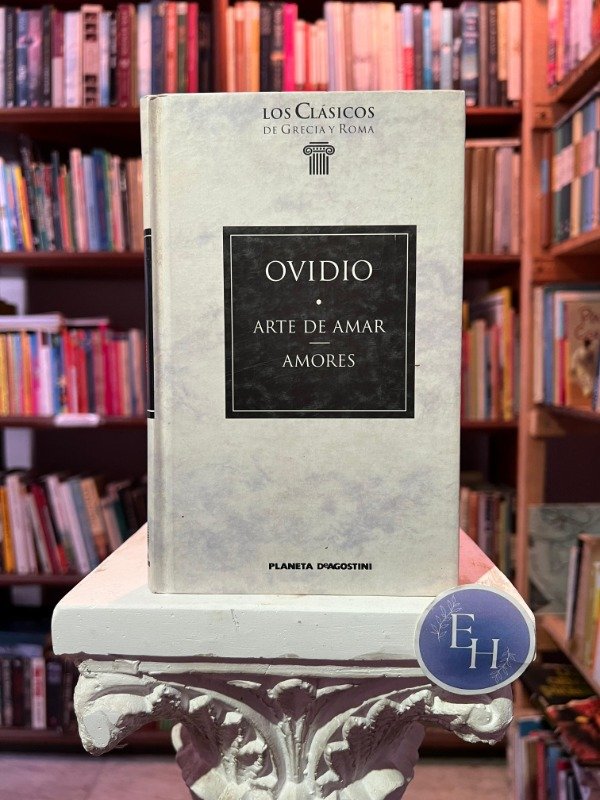 LOS CLÁSICOS
DE GRECIA Y ROMA
OVIDIO
ARTE DE AMAR
AMORES
PLANETA DEAGOSTINI
EH